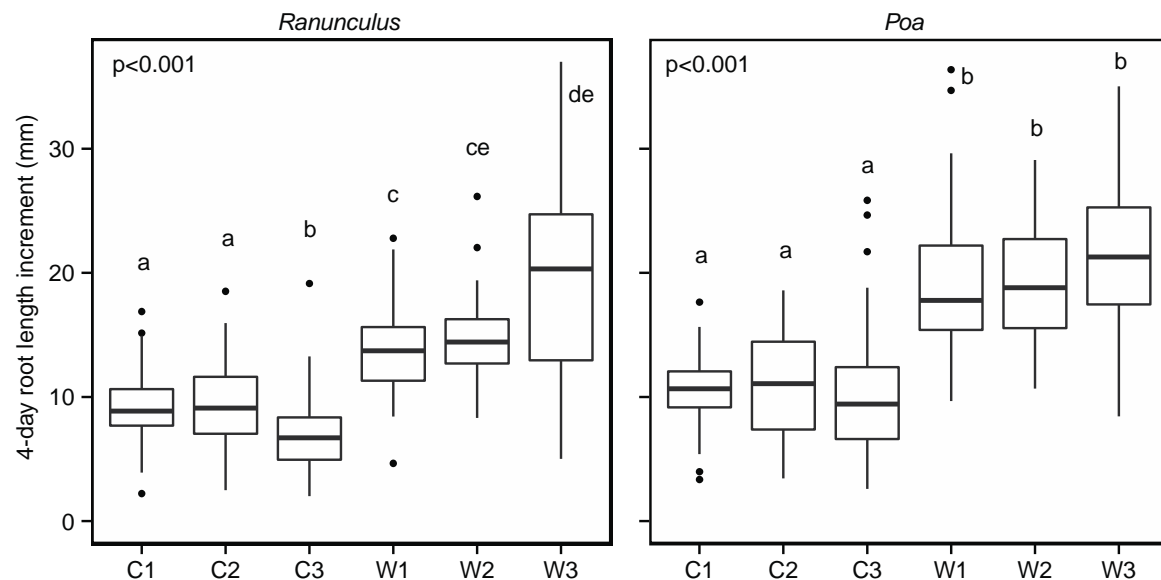 Ranunculus
Poa
p<0.001
p<0.001
4-day root length increment (mm)
30
20
10
0
a
a
b
c
ce
de
a
a
a
b
b
b
C1 C2 C3 W1 W2 W3
C1 C2 C3 W1 W2 W3